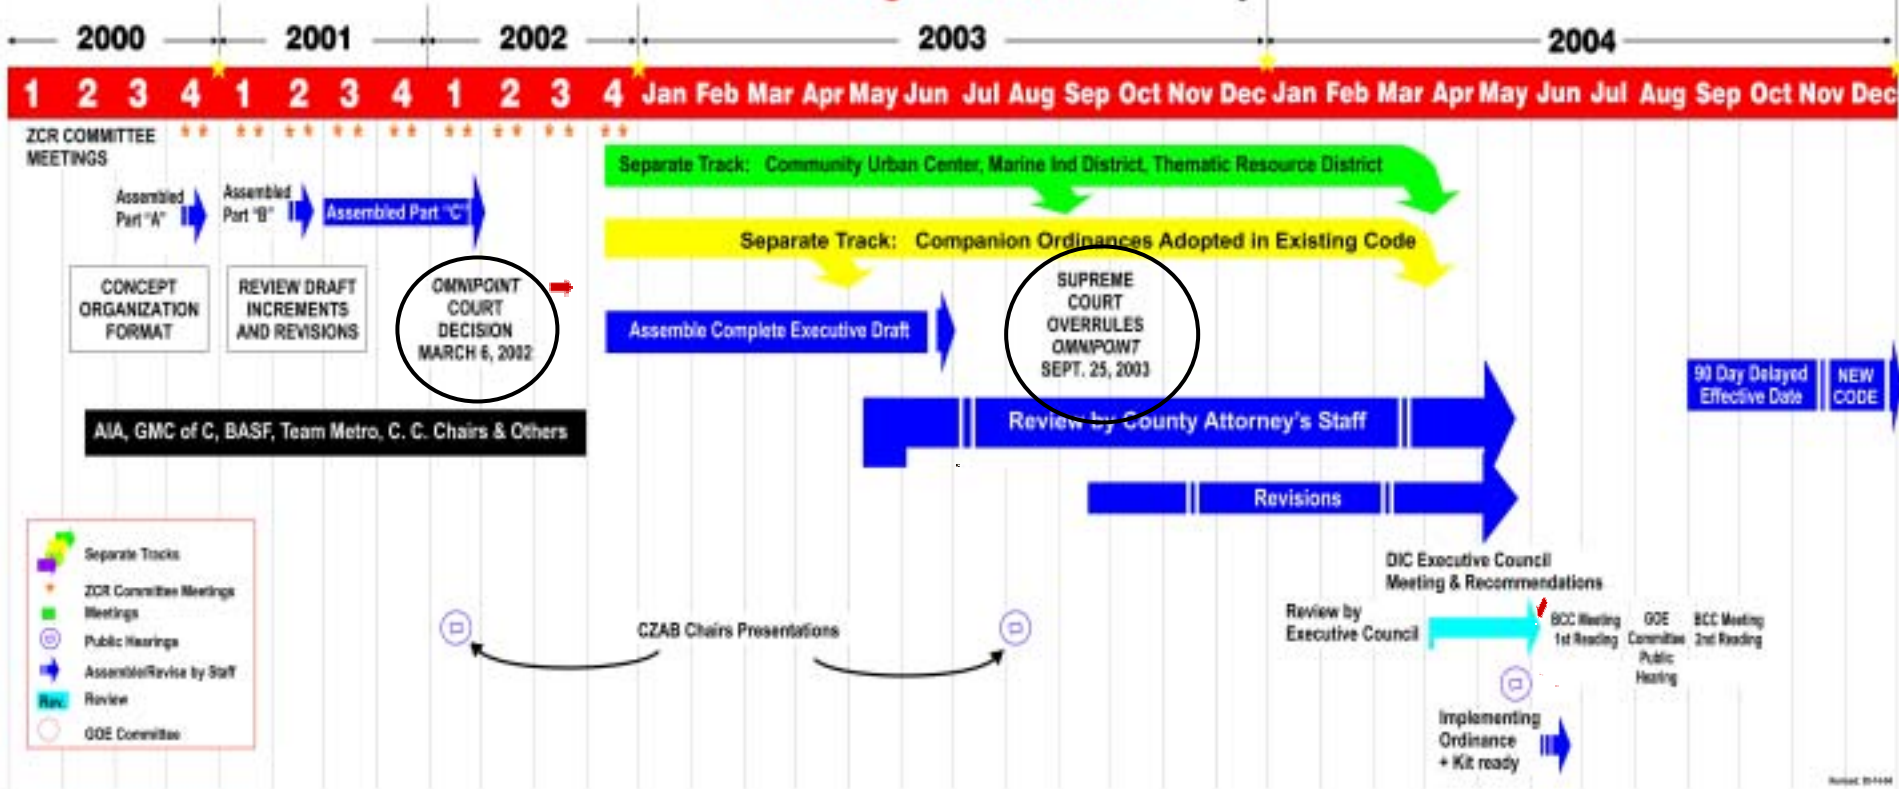 2000 2001 2002 2003 2004
1 2 3 4 1 2 3 4 1 2 3 4 Jan Feb Mar Apr May Jun Jul Aug Sep Oct Nov Dec Jan Feb Mar Apr May Jun Jul Aug Sep Oct Nov Dec
ZCR COMMITTEE
MEETINGS
Separate Track: Community Urban Center, Marine Ind District, Thematic Resource District
Assembled
Part "A"
Assembled
Part "B"
Assembled Part "C"
Separate Track: Companion Ordinances Adopted in Existing Code
CONCEPT
ORGANIZATION
FORMAT
REVIEW DRAFT
INCREMENTS
AND REVISIONS
OMNIPOINT
COURT
DECISION
MARCH 6, 2002
Assemble Complete Executive Draft
SUPREME
COURT
OVERRULES
OMNIPOINT
SEPT. 25, 2003
90 Day Delayed
Effective Date
NEW
CODE
AIA, GMC of C, BASF, Team Metro, C. C. Chairs & Others
Review by County Attorney's Staff
Revisions
Separate Tracks
ZCR Committee Meetings
Meetings
Public Hearings
Assemble/Revise by Staff
Rev. Review
GOE Committee
CZAB Chairs Presentations
DIC Executive Council
Meeting & Recommendations
Review by
Executive Council
BCC Meeting
1st Reading
GOE
Committee
Public
Hearing
BCC Meeting
2nd Reading
Implementing
Ordinance
+ Kit ready